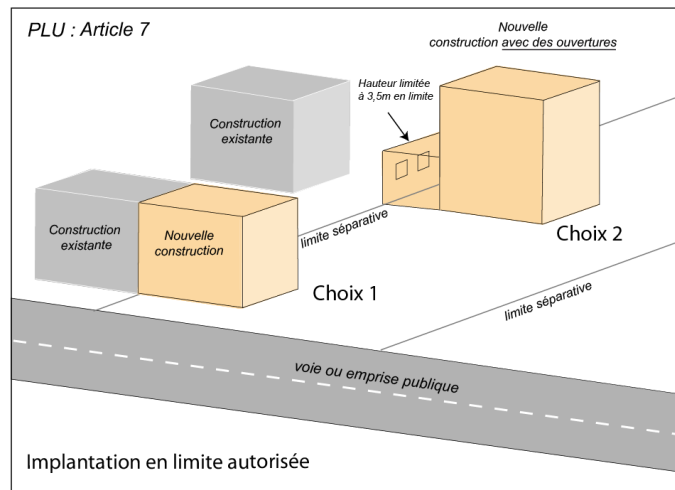 PLU : Article 7
Nouvelle
construction avec des ouvertures
Hauteur limitée
à 3,5m en limite
Construction
existante
Construction
existante
Nouvelle
construction
limite séparative
Choix 2
Choix 1
limite séparative
voie ou emprise publique
Implantation en limite autorisée